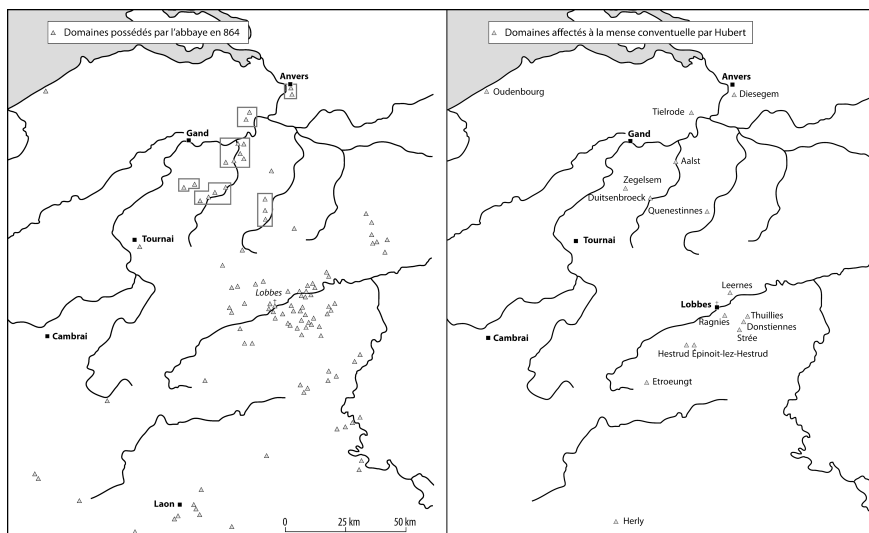 Domaines possédés par l'abbaye en 864
Anvers
Gand
Tournai
Lobbes
Cambrai
Laon
0 25 km 50 km
Domaines affectés à la mense conventuelle par Hubert
Oudenbourg
Anvers
Diesegem
Tielrode
Gand
Aalst
Zegelsem
Duitsenbroeck
Quenestinnes
Tournai
Leernes
Lobbes
Ragnies
Thuillies
Donstiennes
Strée
Cambrai
Hestrud Épinoit-lez-Hestrud
Etroeungt
Herly